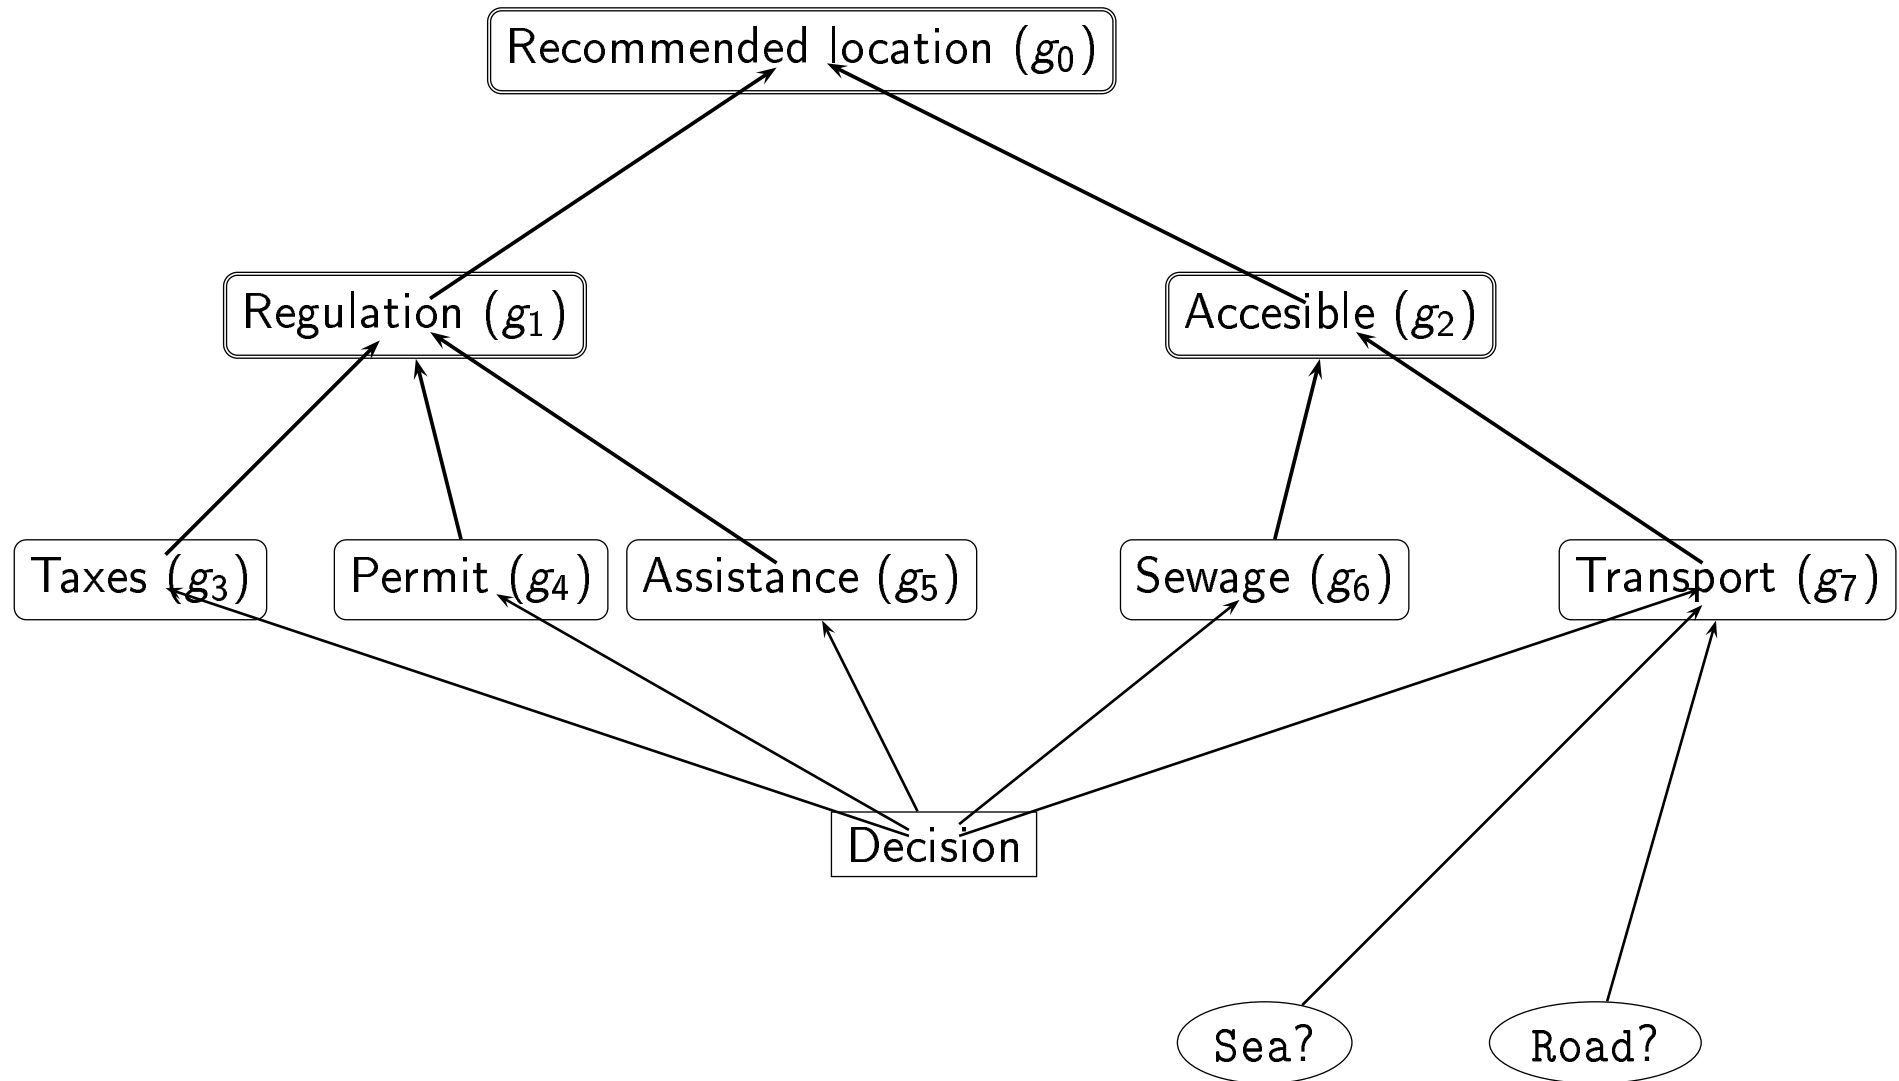 Recommended location (g0)
Regulation (g1)
Accesible (g2)
Taxes (g3)
Permit (g4)
Assistance (g5)
Sewage (g6)
Transport (g7)
Decision
Sea?
Road?